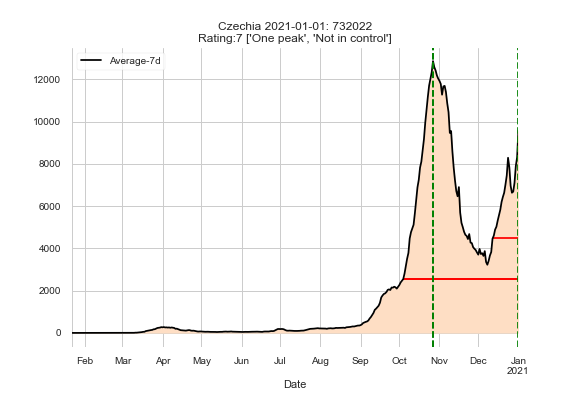 Czechia 2021-01-01: 732022
Rating:7 ['One peak', 'Not in control']
Average-7d
12000
10000
8000
6000
4000
2000
0
Feb Mar Apr May Jun Jul Aug Sep Oct Nov Dec Jan
2021
Date